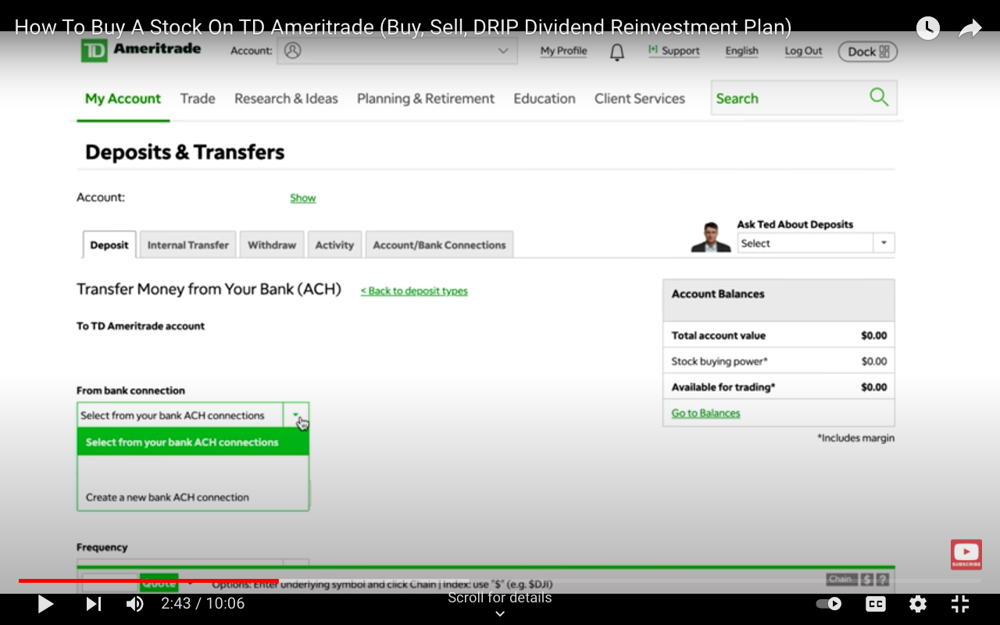 How To Buy A Stock On TD Ameritrade (Buy, Sell, DRIP Dividend Reinvestment Plan)
TD Ameritrade Account: My Profile [+] Support English Log Out Dock
My Account Trade Research & Ideas Planning & Retirement Education Client Services Search
Deposits & Transfers
Account: Show
Ask Ted About Deposits
Deposit Internal Transfer Withdraw Activity Account/Bank Connections Select
Transfer Money from Your Bank (ACH) < Back to deposit types
Account Balances
To TD Ameritrade account
Total account value $0.00
Stock buying power* $0.00
Available for trading* $0.00
Go to Balances
*Includes margin
From bank connection
Select from your bank ACH connections
Select from your bank ACH connections
Create a new bank ACH connection
Frequency
SUBSCRIBE
Quote Options: Enter underlying symbol and click Chain | Index: use "$" (e.g. $DJI) Chain $ ?
2:43 / 10:06 Scroll for details CC